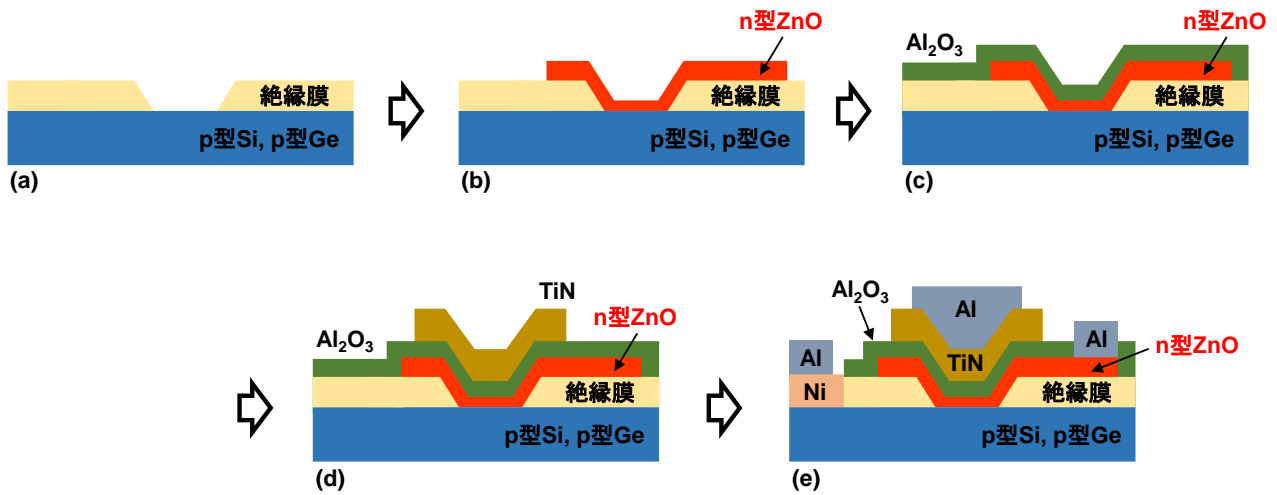 絶縁膜
p型Si, p型Ge
(a)
n型ZnO
絶縁膜
p型Si, p型Ge
(b)
Al₂O₃
n型ZnO
絶縁膜
p型Si, p型Ge
(c)
TiN
Al₂O₃
n型ZnO
絶縁膜
p型Si, p型Ge
(d)
Al₂O₃
Al
Al
Al
TiN
n型ZnO
Ni
絶縁膜
p型Si, p型Ge
(e)